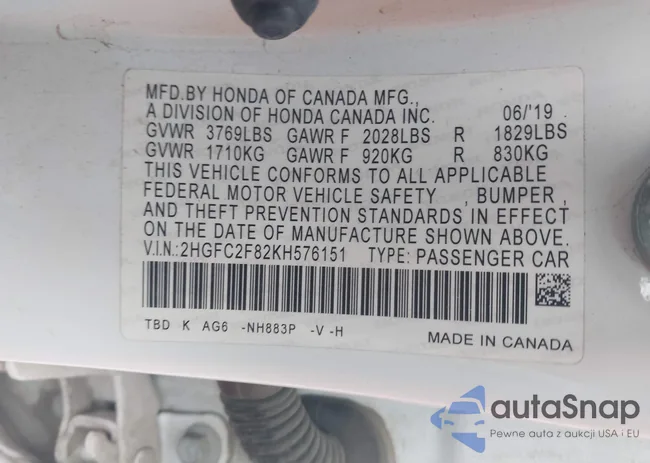 MFD.BY HONDA OF CANADA MFG.,
A DIVISION OF HONDA CANADA INC. 06/'19
GVWR 3769LBS GAWR F 2028LBS R 1829LBS
GVWR 1710KG GAWR F 920KG R 830KG
THIS VEHICLE CONFORMS TO ALL APPLICABLE
FEDERAL MOTOR VEHICLE SAFETY , BUMPER ,
AND THEFT PREVENTION STANDARDS IN EFFECT
ON THE DATE OF MANUFACTURE SHOWN ABOVE.
V.I.N.:2HGFC2F82KH576151 TYPE: PASSENGER CAR
TBD K AG6 -NH883P -V -H
MADE IN CANADA
autaSnap
Pewne auta z aukcji USA i EU